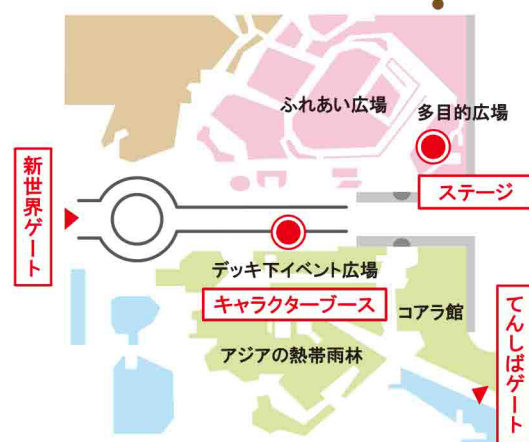 ふれあい広場
多目的広場
ステージ
新世界ゲート
デッキ下イベント広場
キャラクターブース
コアラ館
てんしばゲート
アジアの熱帯雨林